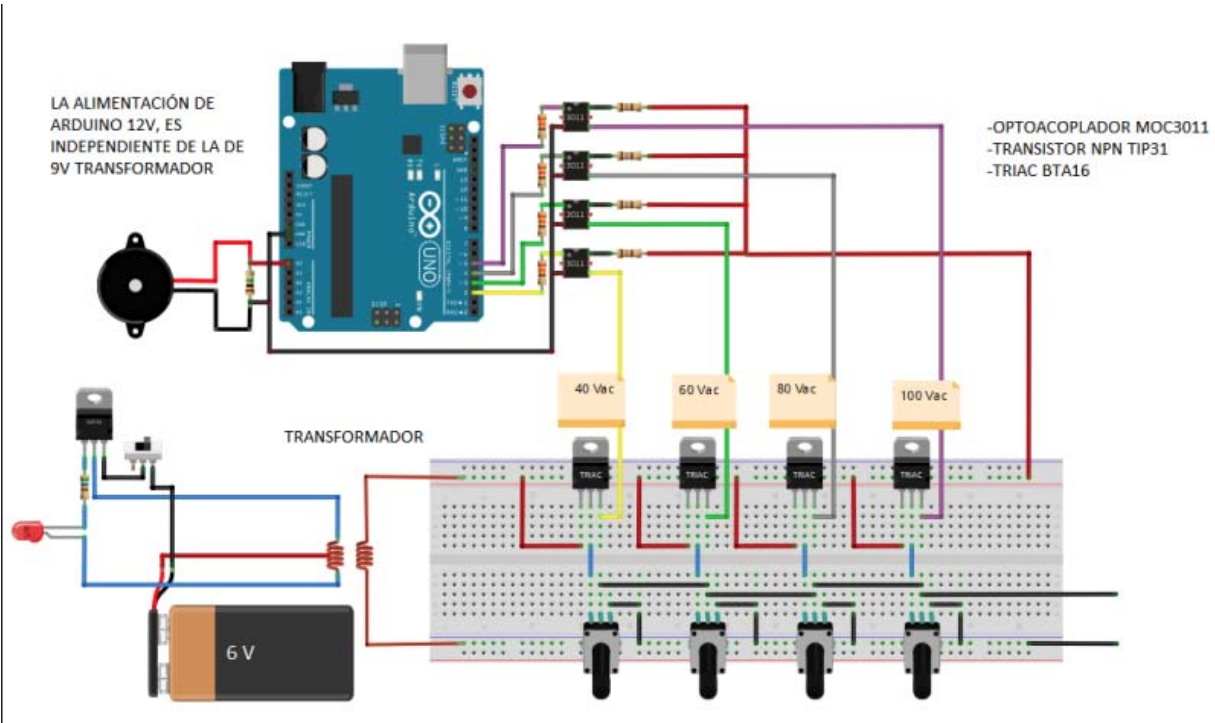 LA ALIMENTACIÓN DE
ARDUINO 12V, ES
INDEPENDIENTE DE LA DE
9V TRANSFORMADOR
-OPTOACOPLADOR MOC3011
-TRANSISTOR NPN TIP31
-TRIAC BTA16
3011
3011
3011
3011
Arduino
UNO
40 Vac
60 Vac
80 Vac
100 Vac
TRANSFORMADOR
TRIAC
TRIAC
TRIAC
TRIAC
6 V